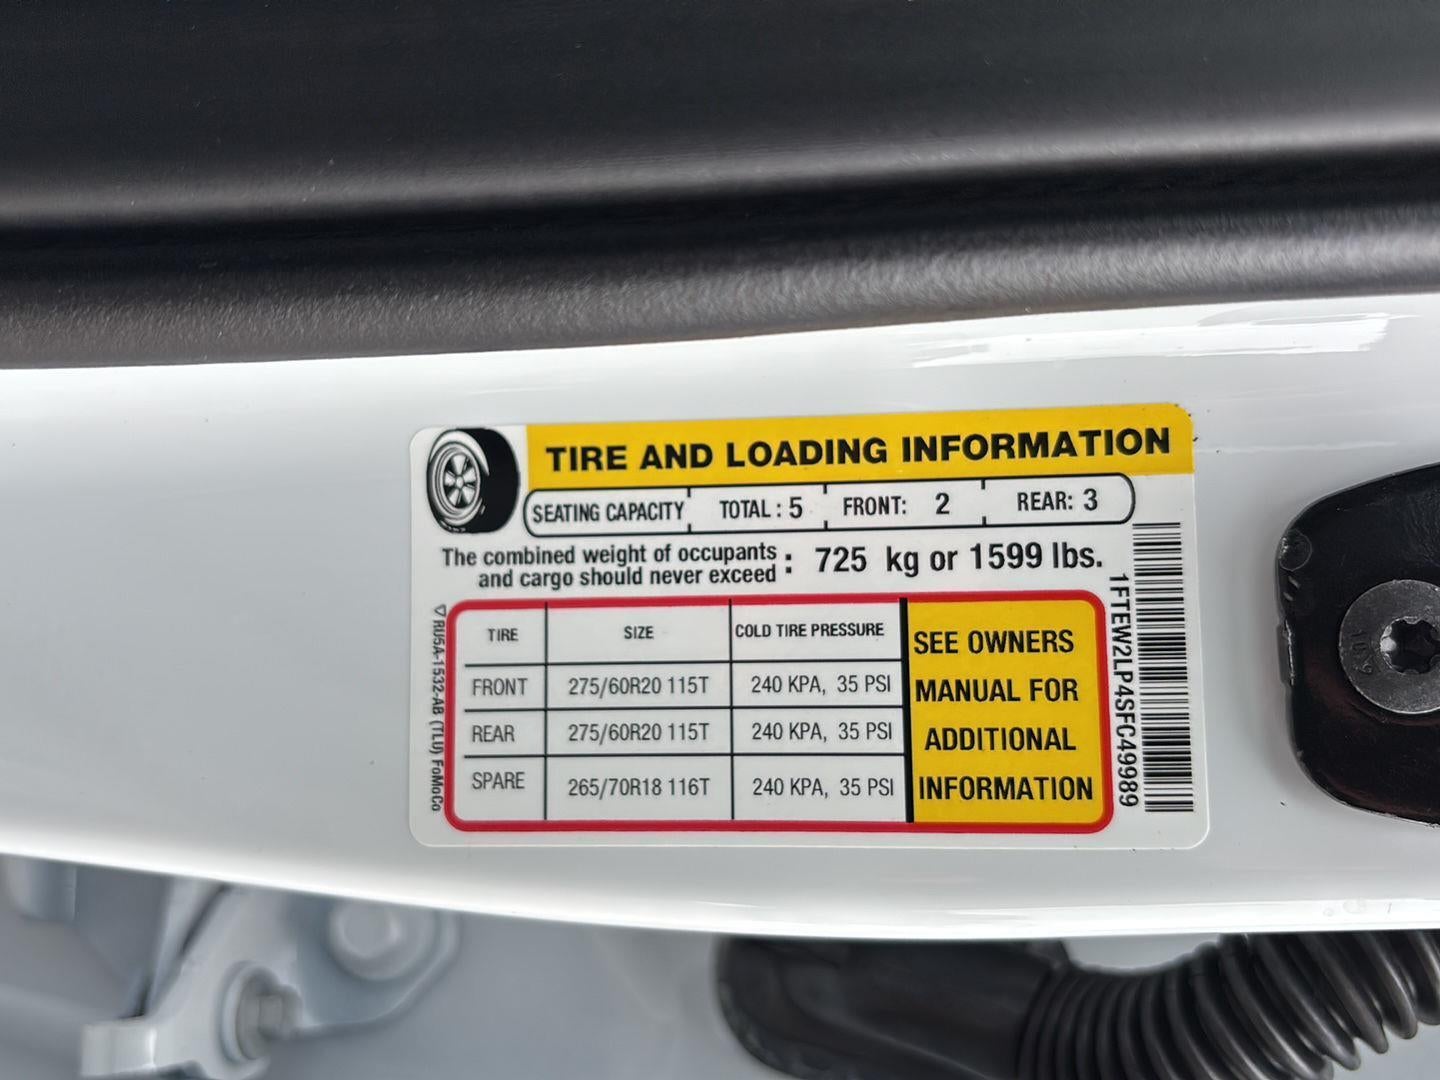 TIRE AND LOADING INFORMATION
SEATING CAPACITY TOTAL : 5 FRONT: 2 REAR: 3
The combined weight of occupants
and cargo should never exceed : 725 kg or 1599 lbs.
TIRE SIZE COLD TIRE PRESSURE
FRONT 275/60R20 115T 240 KPA, 35 PSI
REAR 275/60R20 115T 240 KPA, 35 PSI
SPARE 265/70R18 116T 240 KPA, 35 PSI
SEE OWNERS
MANUAL FOR
ADDITIONAL
INFORMATION
1FTEW2LP4SFC49989
RU5A-1532-AB (TLU) FoMoCo
10.9